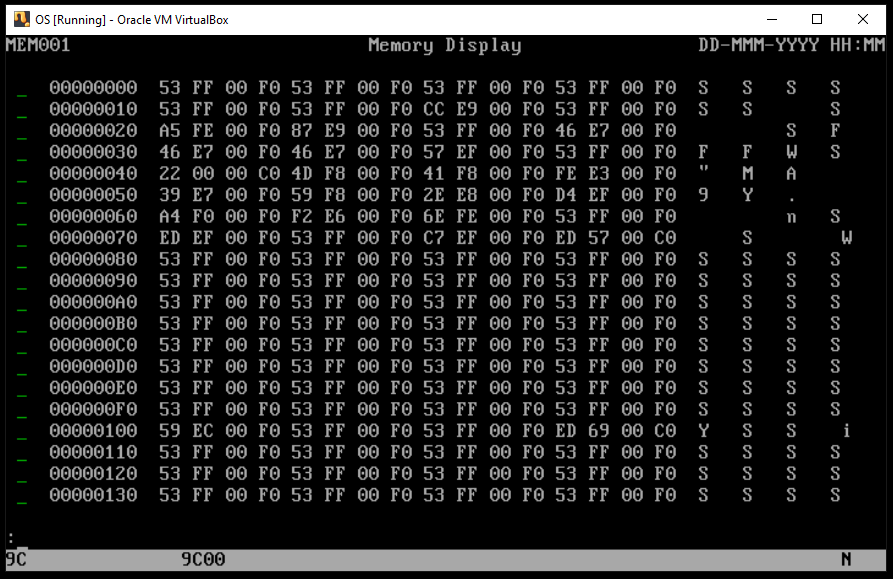 OS [Running] - Oracle VM VirtualBox
MEM001 Memory Display DD-MMM-YYYY HH:MM
_ 00000000 53 FF 00 F0 53 FF 00 F0 53 FF 00 F0 53 FF 00 F0 S S S S
_ 00000010 53 FF 00 F0 53 FF 00 F0 CC E9 00 F0 53 FF 00 F0 S S S
_ 00000020 A5 FE 00 F0 87 E9 00 F0 53 FF 00 F0 46 E7 00 F0 S F
_ 00000030 46 E7 00 F0 46 E7 00 F0 57 EF 00 F0 53 FF 00 F0 F F W S
_ 00000040 22 00 00 C0 4D F8 00 F0 41 F8 00 F0 FE E3 00 F0 " M A
_ 00000050 39 E7 00 F0 59 F8 00 F0 2E E8 00 F0 D4 EF 00 F0 9 Y .
_ 00000060 A4 F0 00 F0 F2 E6 00 F0 6E FE 00 F0 53 FF 00 F0 n S
_ 00000070 ED EF 00 F0 53 FF 00 F0 C7 EF 00 F0 ED 57 00 C0 S W
_ 00000080 53 FF 00 F0 53 FF 00 F0 53 FF 00 F0 53 FF 00 F0 S S S S
_ 00000090 53 FF 00 F0 53 FF 00 F0 53 FF 00 F0 53 FF 00 F0 S S S S
_ 000000A0 53 FF 00 F0 53 FF 00 F0 53 FF 00 F0 53 FF 00 F0 S S S S
_ 000000B0 53 FF 00 F0 53 FF 00 F0 53 FF 00 F0 53 FF 00 F0 S S S S
_ 000000C0 53 FF 00 F0 53 FF 00 F0 53 FF 00 F0 53 FF 00 F0 S S S S
_ 000000D0 53 FF 00 F0 53 FF 00 F0 53 FF 00 F0 53 FF 00 F0 S S S S
_ 000000E0 53 FF 00 F0 53 FF 00 F0 53 FF 00 F0 53 FF 00 F0 S S S S
_ 000000F0 53 FF 00 F0 53 FF 00 F0 53 FF 00 F0 53 FF 00 F0 S S S S
_ 00000100 59 EC 00 F0 53 FF 00 F0 53 FF 00 F0 ED 69 00 C0 Y S S i
_ 00000110 53 FF 00 F0 53 FF 00 F0 53 FF 00 F0 53 FF 00 F0 S S S S
_ 00000120 53 FF 00 F0 53 FF 00 F0 53 FF 00 F0 53 FF 00 F0 S S S S
_ 00000130 53 FF 00 F0 53 FF 00 F0 53 FF 00 F0 53 FF 00 F0 S S S S
:_
9C 9C00 N